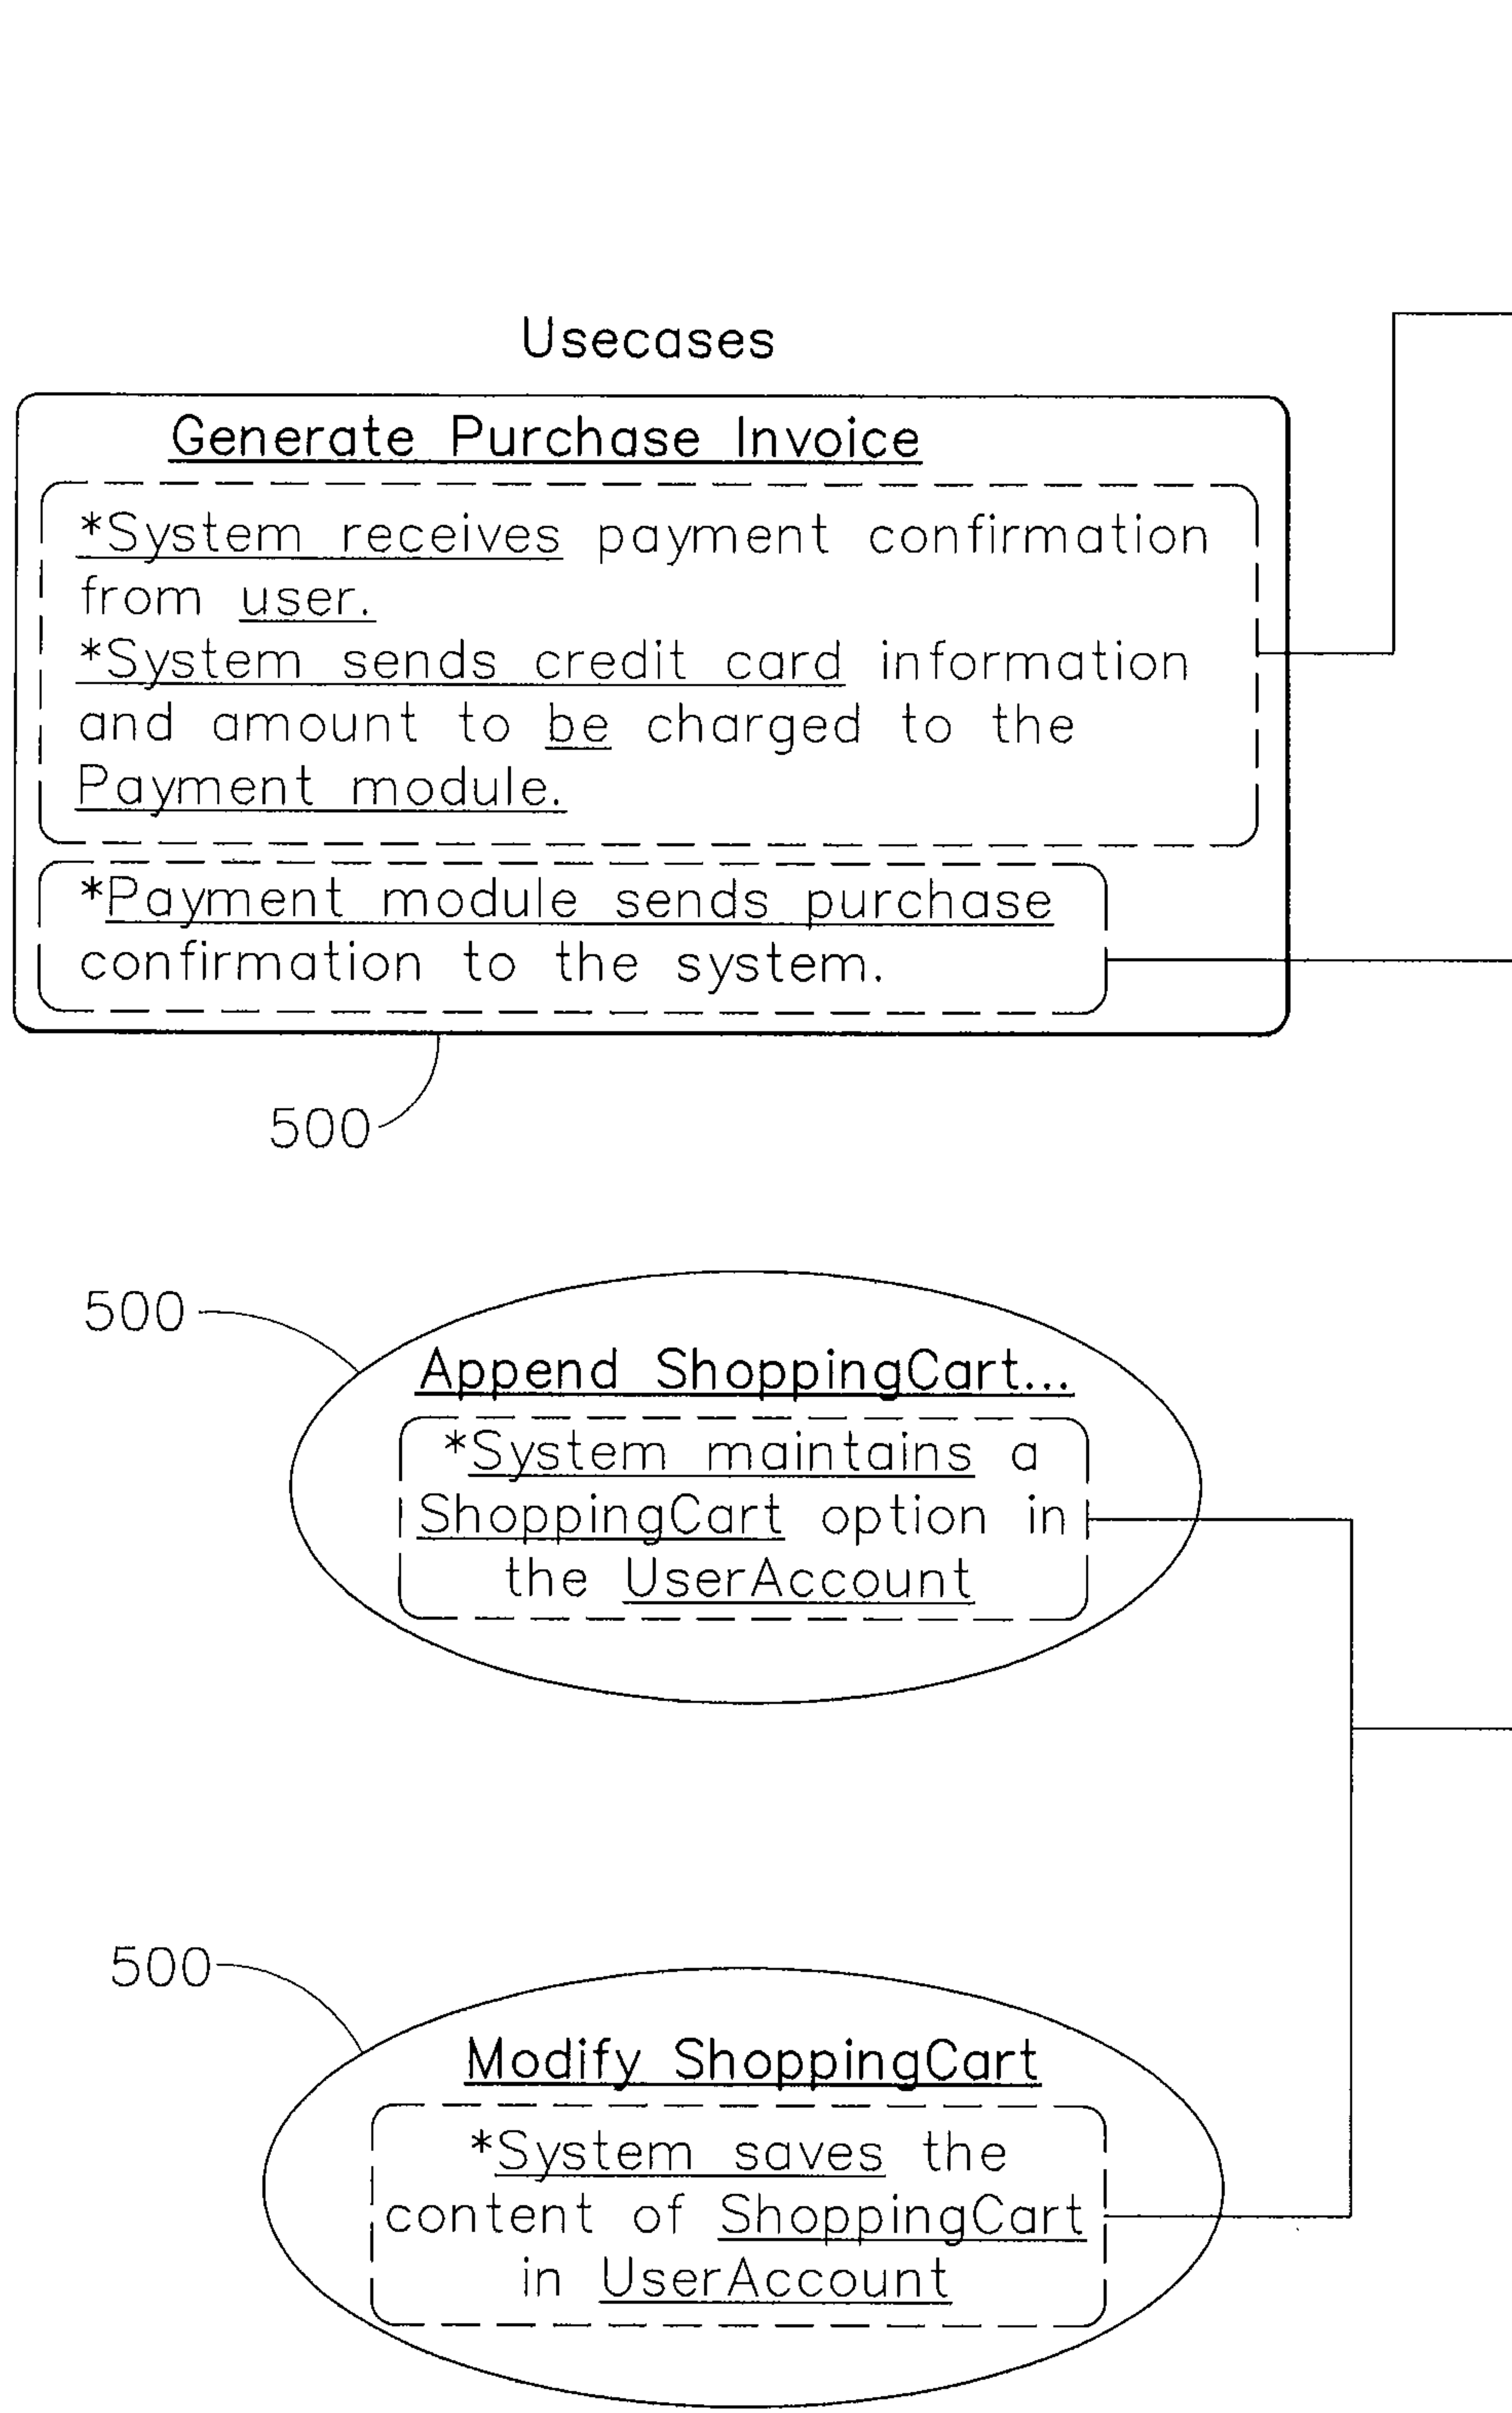 Usecases
Generate Purchase Invoice
*System receives payment confirmation
from user.
*System sends credit card information
and amount to be charged to the
Payment module.
*Payment module sends purchase
confirmation to the system.
500
500
Append ShoppingCart...
*System maintains a
ShoppingCart option in
the UserAccount
500
Modify ShoppingCart
*System saves the
content of ShoppingCart
in UserAccount